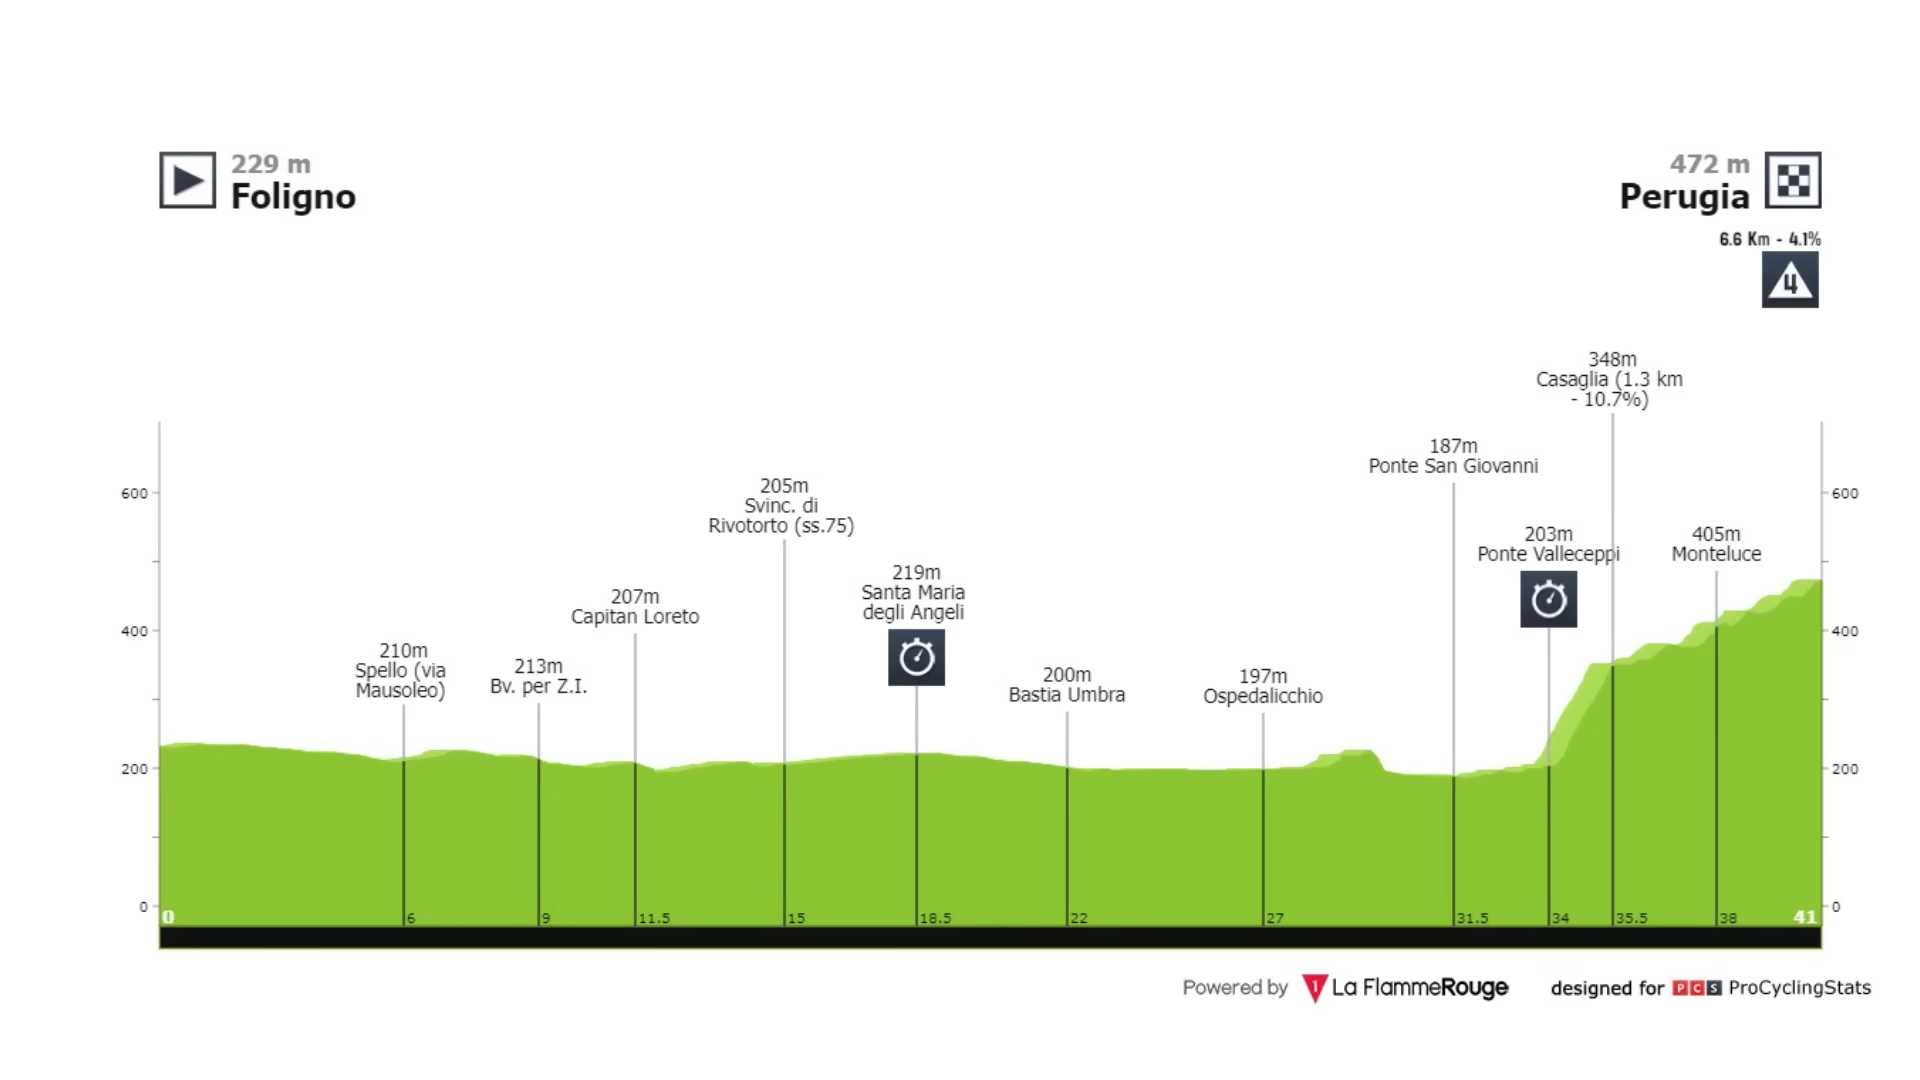 229 m
Foligno
472 m
Perugia
6.6 Km - 4.1%
4
348m
Casaglia (1.3 km
- 10.7%)
187m
Ponte San Giovanni
205m
Svinc. di
Rivotorto (ss.75)
203m
Ponte Valleceppi
405m
Monteluce
219m
Santa Maria
degli Angeli
207m
Capitan Loreto
210m
Spello (via
Mausoleo)
213m
Bv. per Z.I.
200m
Bastia Umbra
197m
Ospedalicchio
600
400
200
0
600
400
200
0
0
6
9
11.5
15
18.5
22
27
31.5
34
35.5
38
41
Powered by 1 La FlammeRouge
designed for PCS ProCyclingStats